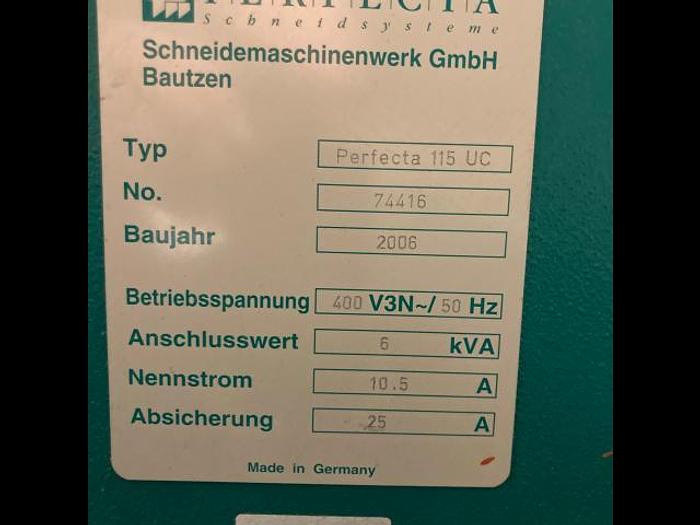 PERFECTA
Schneidsysteme
Schneidemaschinenwerk GmbH
Bautzen
Typ Perfecta 115 UC
No. 74416
Baujahr 2006
Betriebsspannung 400 V3N~/ 50 Hz
Anschlusswert 6 kVA
Nennstrom 10.5 A
Absicherung 25 A
Made in Germany